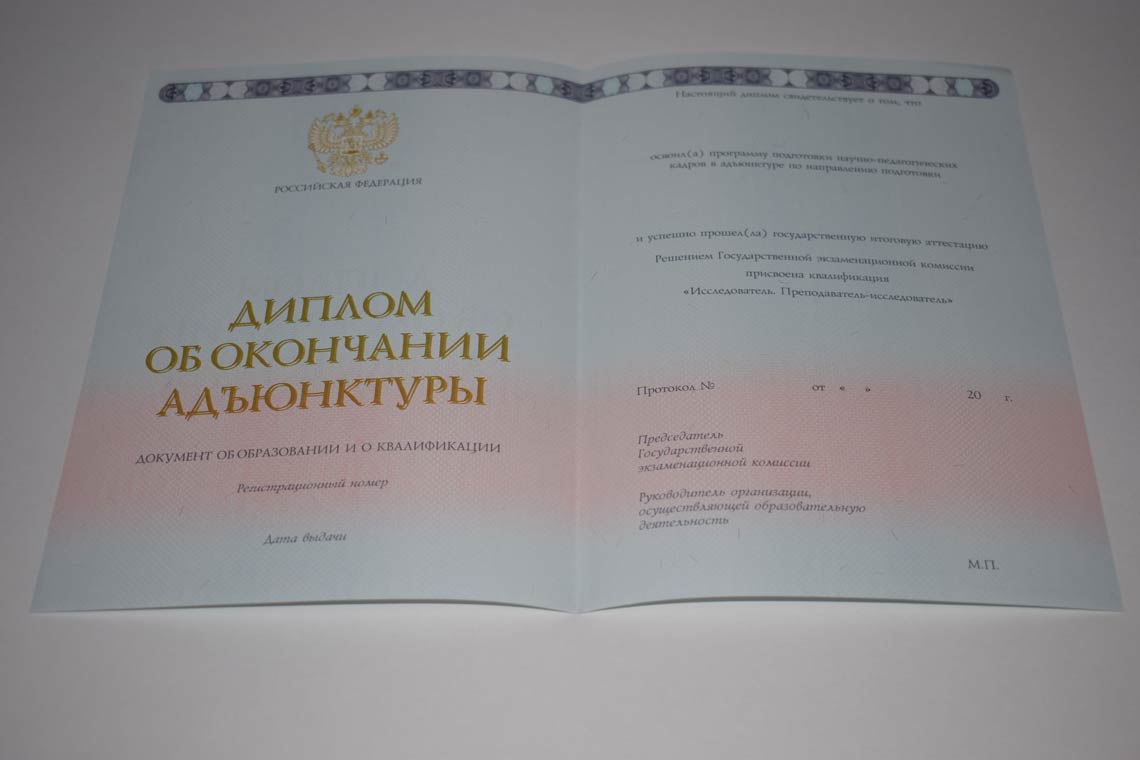 РОССИЙСКАЯ ФЕДЕРАЦИЯ
ДИПЛОМ
ОБ ОКОНЧАНИИ
АДЪЮНКТУРЫ
ДОКУМЕНТ ОБ ОБРАЗОВАНИИ И О КВАЛИФИКАЦИИ
Регистрационный номер
Дата выдачи
Настоящий диплом свидетельствует о том, что
освоил(а) программу подготовки научно-педагогических
кадров в адъюнктуре по направлению подготовки
и успешно прошел(ла) государственную итоговую аттестацию
Решением Государственной экзаменационной комиссии
присвоена квалификация
«Исследователь. Преподаватель-исследователь»
Протокол № от « » 20 г.
Председатель
Государственной
экзаменационной комиссии
Руководитель организации,
осуществляющей образовательную
деятельность
М.П.